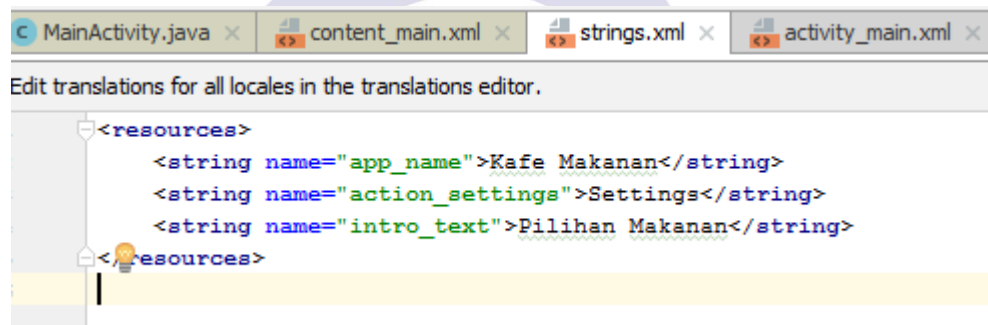 MainActivity.java content_main.xml strings.xml activity_main.xml
Edit translations for all locales in the translations editor.
<resources>
    <string name="app_name">Kafe Makanan</string>
    <string name="action_settings">Settings</string>
    <string name="intro_text">Pilihan Makanan</string>
</resources>